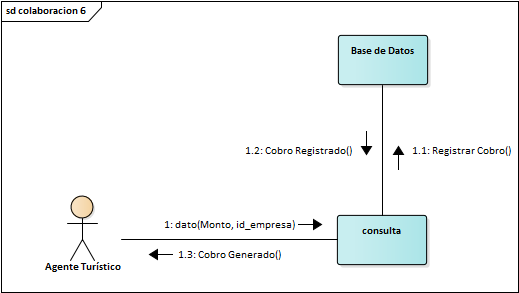 sd colaboracion 6
Base de Datos
1.2: Cobro Registrado()
1.1: Registrar Cobro()
1: dato(Monto, id_empresa)
consulta
1.3: Cobro Generado()
Agente Turístico